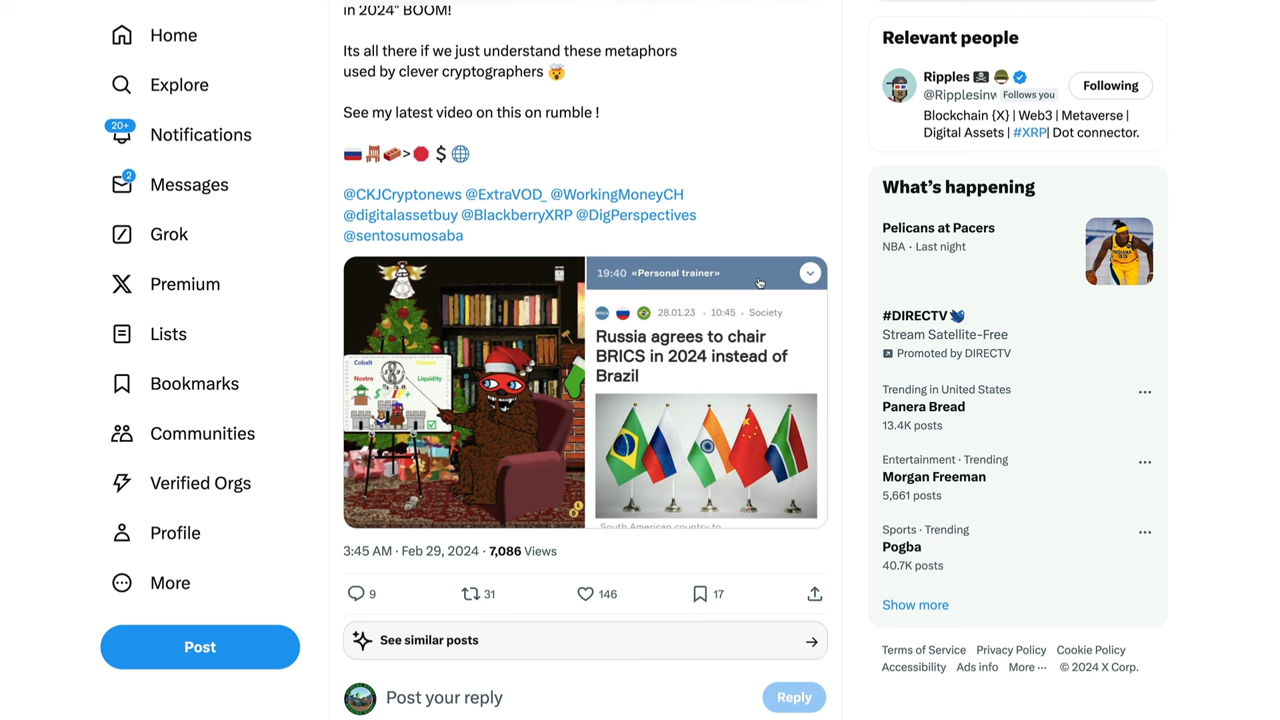 Home
Explore
20+
Notifications
2
Messages
Grok
Premium
Lists
Bookmarks
Communities
Verified Orgs
Profile
More
Post
in 2024" BOOM!
Its all there if we just understand these metaphors
used by clever cryptographers 🤯
See my latest video on this on rumble !
🇷🇺🪑🧱>🛑 $ 🌐
@CKJCryptonews @ExtraVOD_ @WorkingMoneyCH
@digitalassetbuy @BlackberryXRP @DigPerspectives
@sentosumosaba
Cobalt
Nostro
Liquidity
19:40 «Personal trainer»
28.01.23 • 10:45 • Society
Russia agrees to chair
BRICS in 2024 instead of
Brazil
South American country to
3:45 AM · Feb 29, 2024 · 7,086 Views
9
31
146
17
See similar posts
Post your reply
Reply
Relevant people
Ripples
@Ripplesinw Follows you
Following
Blockchain {X} | Web3 | Metaverse |
Digital Assets | #XRP| Dot connector.
What's happening
Pelicans at Pacers
NBA · Last night
#DIRECTV
Stream Satellite-Free
Promoted by DIRECTV
Trending in United States
Panera Bread
13.4K posts
Entertainment · Trending
Morgan Freeman
5,661 posts
Sports · Trending
Pogba
40.7K posts
Show more
Terms of Service Privacy Policy Cookie Policy
Accessibility Ads info More ··· © 2024 X Corp.